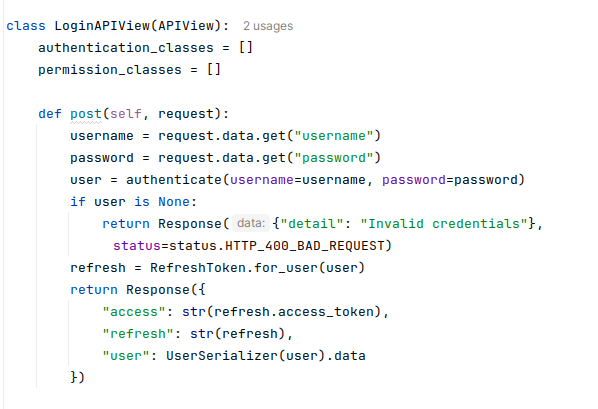 class LoginAPIView(APIView):  2 usages
    authentication_classes = []
    permission_classes = []

    def post(self, request):
        username = request.data.get("username")
        password = request.data.get("password")
        user = authenticate(username=username, password=password)
        if user is None:
            return Response( data: {"detail": "Invalid credentials"},
             status=status.HTTP_400_BAD_REQUEST)
        refresh = RefreshToken.for_user(user)
        return Response({
            "access": str(refresh.access_token),
            "refresh": str(refresh),
            "user": UserSerializer(user).data
        })